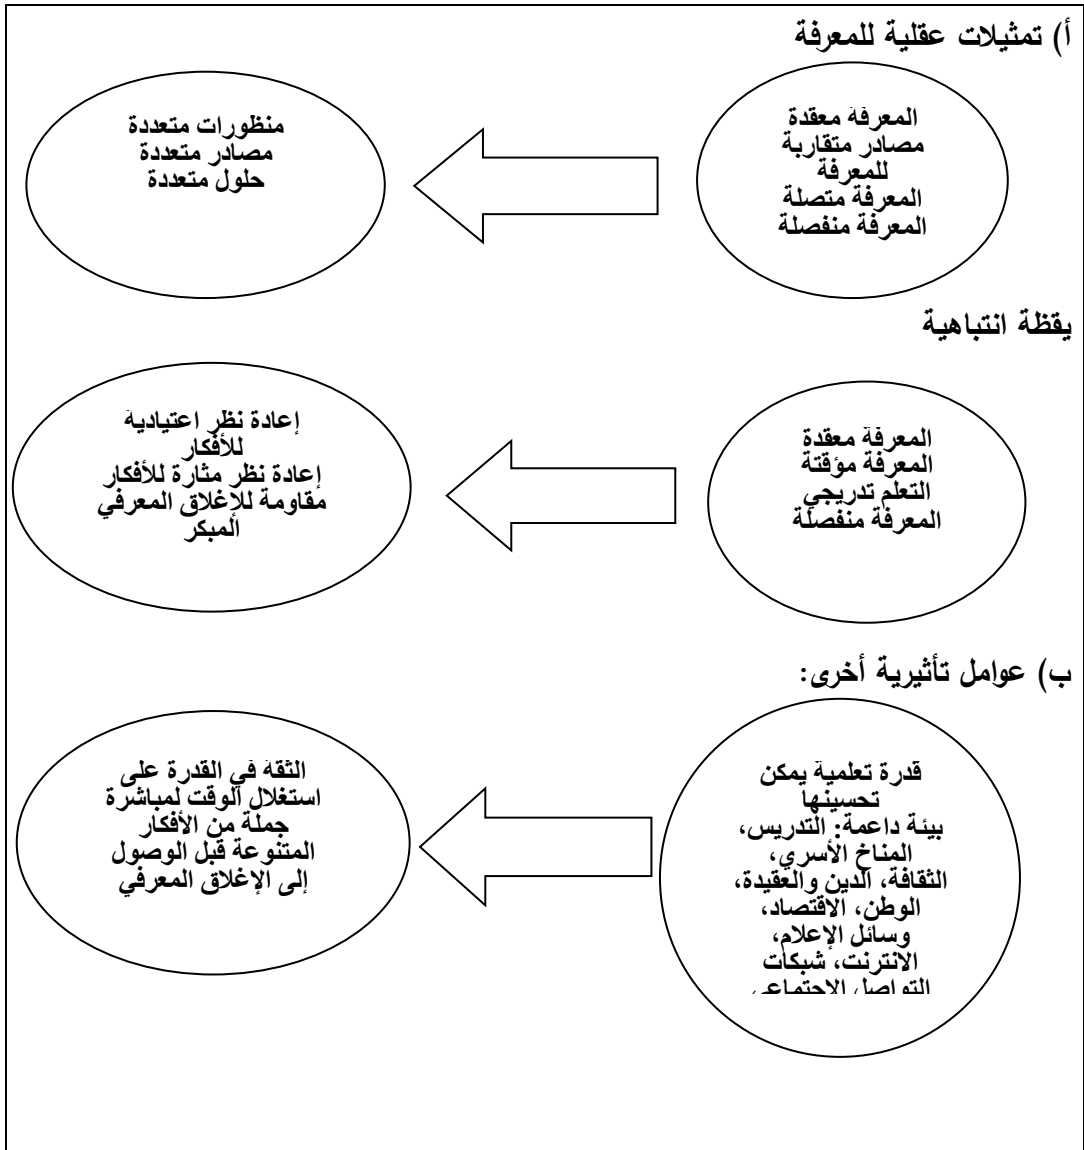 أ) تمثيلات عقلية للمعرفة
المعرفة معقدة
مصادر متقاربة
للمعرفة
المعرفة متصلة
المعرفة منفصلة
منظورات متعددة
مصادر متعددة
حلول متعددة
يقظة انتباهية
المعرفة معقدة
المعرفة مؤقتة
التعلم تدريجي
المعرفة منفصلة
إعادة نظر اعتيادية
للأفكار
إعادة نظر مثارة للأفكار
مقاومة للإغلاق المعرفي
المبكر
ب) عوامل تأثيرية أخرى:
قدرة تعلمية يمكن
تحسينها
بيئة داعمة: التدريس،
المناخ الأسري،
الثقافة، الدين والعقيدة،
الوطن، الاقتصاد،
وسائل الإعلام،
الانترنت، شبكات
التواصل الاجتماعي
الثقة في القدرة على
استغلال الوقت لمباشرة
جملة من الأفكار
المتنوعة قبل الوصول
إلى الإغلاق المعرفي